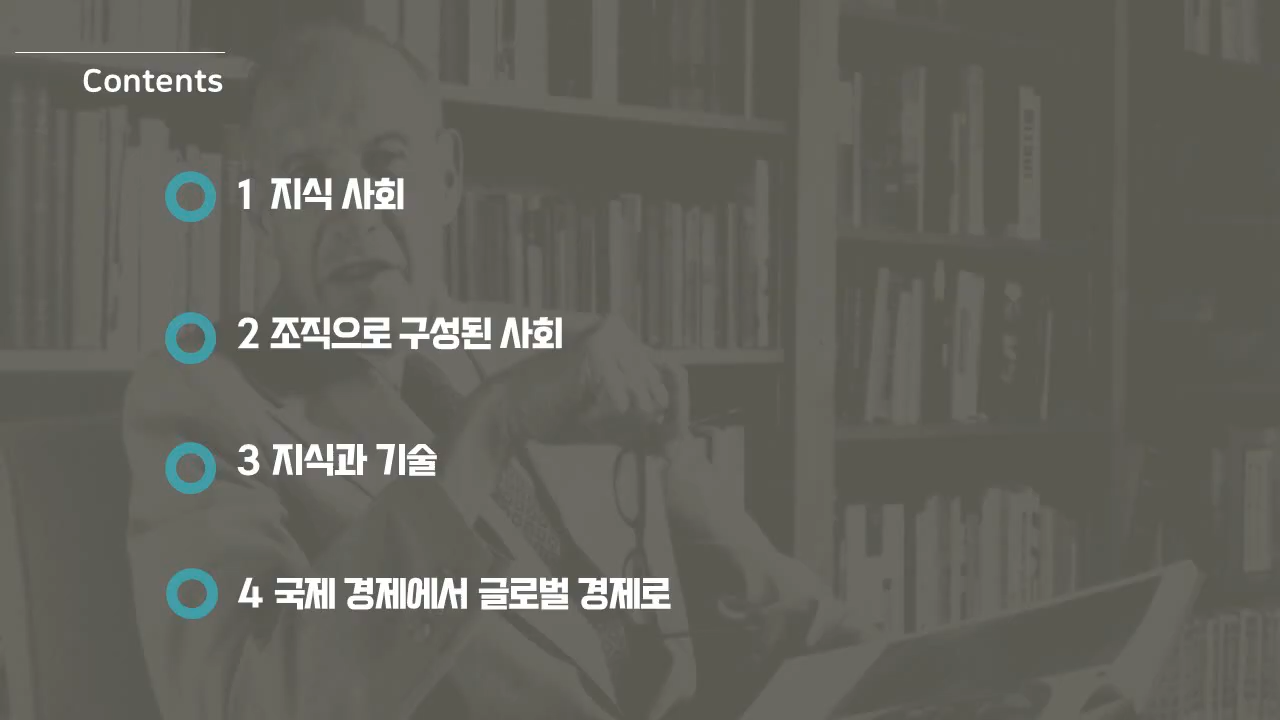 Contents
1 지식 사회
2 조직으로 구성된 사회
3 지식과 기술
4 국제 경제에서 글로벌 경제로